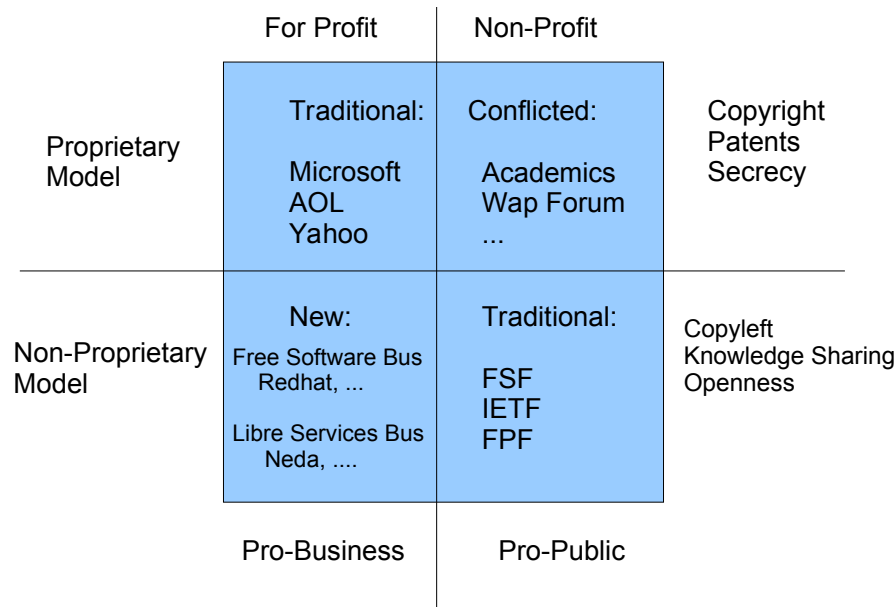 For Profit
Non-Profit
Proprietary
Model
Traditional:
Microsoft
AOL
Yahoo
Conflicted:
Academics
Wap Forum
...
Copyright
Patents
Secrecy
Non-Proprietary
Model
New:
Free Software Bus
Redhat, ...
Libre Services Bus
Neda, ....
Traditional:
FSF
IETF
FPF
Copyleft
Knowledge Sharing
Openness
Pro-Business
Pro-Public